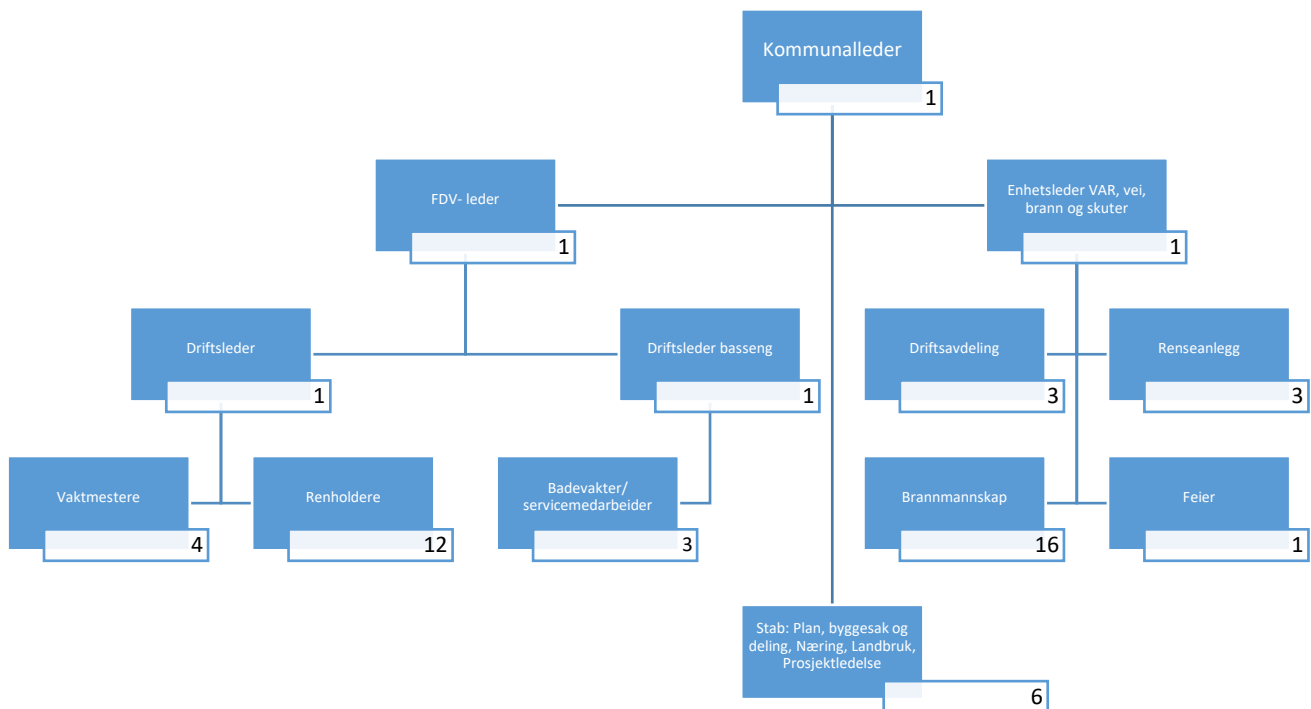 Kommunalleder
1
FDV- leder
1
Enhetsleder VAR, vei,
brann og skuter
1
Driftsleder
1
Driftsleder basseng
1
Driftsavdeling
3
Renseanlegg
3
Vaktmestere
4
Renholdere
12
Badevakter/
servicemedarbeider
3
Brannmannskap
16
Feier
1
Stab: Plan, byggesak og
deling, Næring, Landbruk,
Prosjektledelse
6